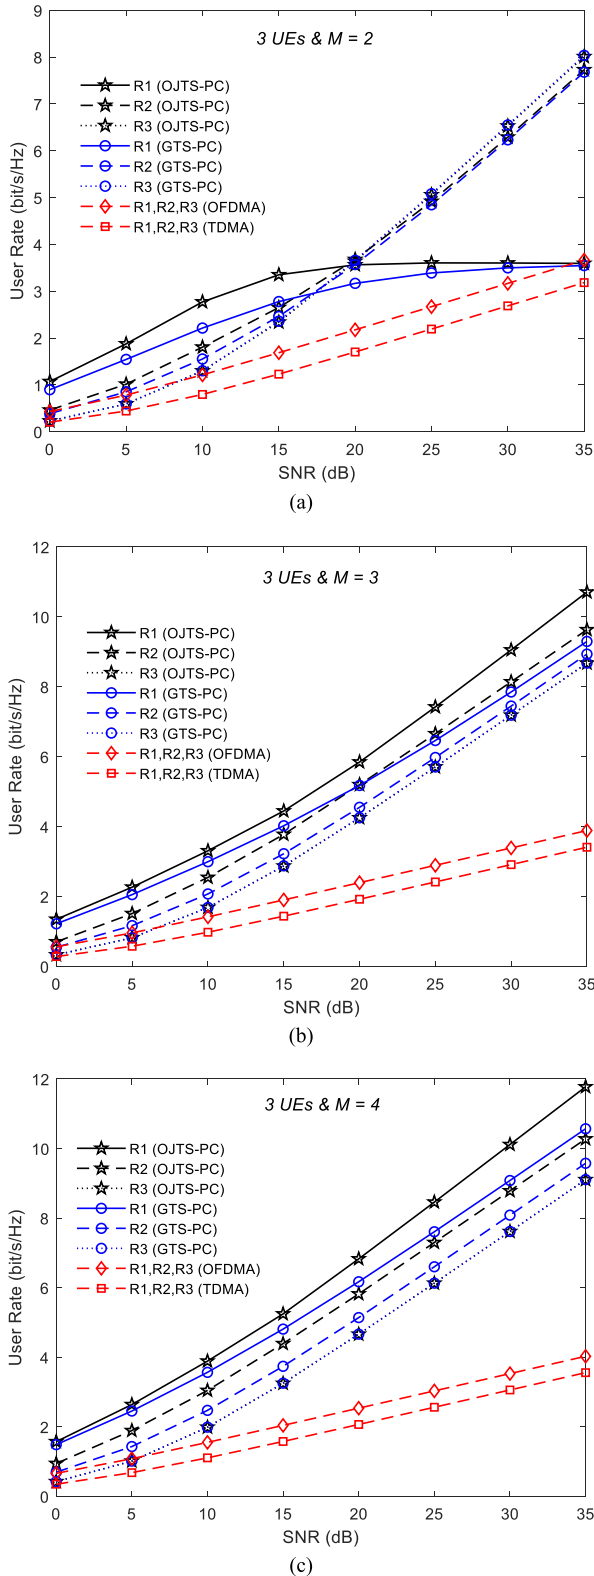 9
8
7
6
5
4
3
2
1
0
User Rate (bit/s/Hz)
3 UEs & M = 2
R1 (OJTS-PC)
R2 (OJTS-PC)
R3 (OJTS-PC)
R1 (GTS-PC)
R2 (GTS-PC)
R3 (GTS-PC)
R1,R2,R3 (OFDMA)
R1,R2,R3 (TDMA)
0 5 10 15 20 25 30 35
SNR (dB)
(a)
12
10
8
6
4
2
0
User Rate (bit/s/Hz)
3 UEs & M = 3
R1 (OJTS-PC)
R2 (OJTS-PC)
R3 (OJTS-PC)
R1 (GTS-PC)
R2 (GTS-PC)
R3 (GTS-PC)
R1,R2,R3 (OFDMA)
R1,R2,R3 (TDMA)
0 5 10 15 20 25 30 35
SNR (dB)
(b)
12
10
8
6
4
2
0
User Rate (bit/s/Hz)
3 UEs & M = 4
R1 (OJTS-PC)
R2 (OJTS-PC)
R3 (OJTS-PC)
R1 (GTS-PC)
R2 (GTS-PC)
R3 (GTS-PC)
R1,R2,R3 (OFDMA)
R1,R2,R3 (TDMA)
0 5 10 15 20 25 30 35
SNR (dB)
(c)